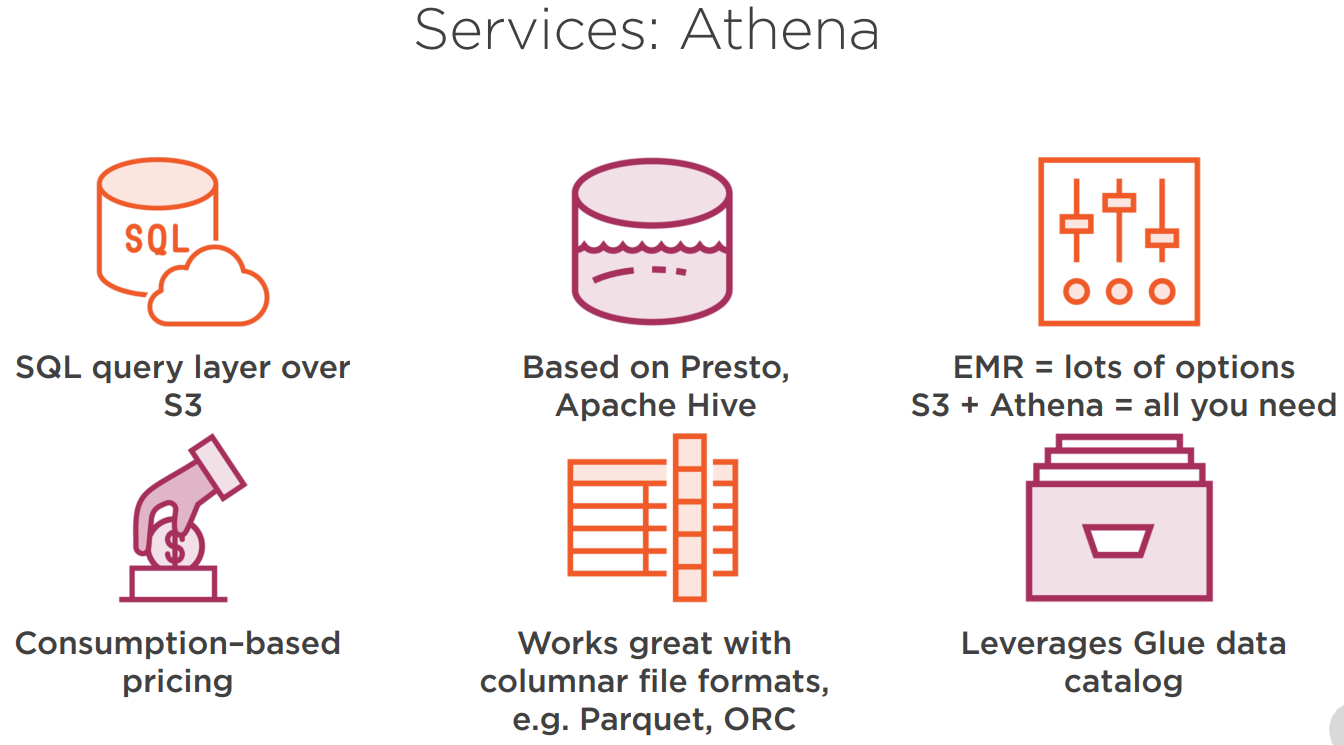 Services: Athena
SQL
SQL query layer over
S3
Based on Presto,
Apache Hive
EMR = lots of options
S3 + Athena = all you need
$
Consumption–based
pricing
Works great with
columnar file formats,
e.g. Parquet, ORC
Leverages Glue data
catalog